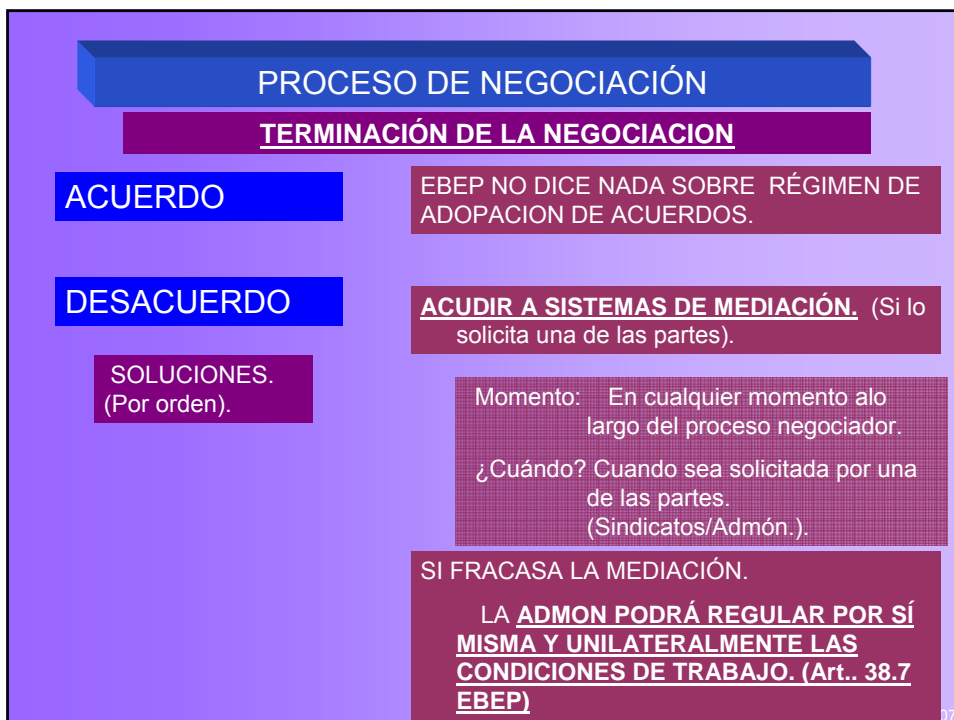 PROCESO DE NEGOCIACIÓN
TERMINACIÓN DE LA NEGOCIACION
ACUERDO
EBEP NO DICE NADA SOBRE RÉGIMEN DE
ADOPACION DE ACUERDOS.
DESACUERDO
ACUDIR A SISTEMAS DE MEDIACIÓN. (Si lo
solicita una de las partes).
SOLUCIONES.
(Por orden).
Momento: En cualquier momento alo
largo del proceso negociador.
¿Cuándo? Cuando sea solicitada por una
de las partes.
(Sindicatos/Admón.).
SI FRACASA LA MEDIACIÓN.
LA ADMON PODRÁ REGULAR POR SÍ
MISMA Y UNILATERALMENTE LAS
CONDICIONES DE TRABAJO. (Art.. 38.7
EBEP)